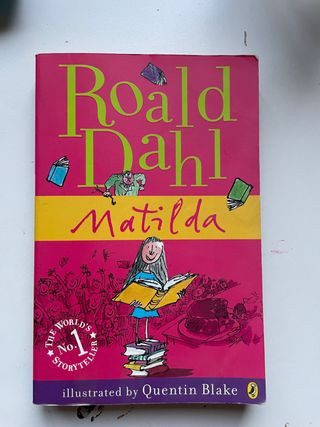 Roald
Dahl
Matilda
THE WORLD'S
No. 1
STORYTELLER
illustrated by Quentin Blake